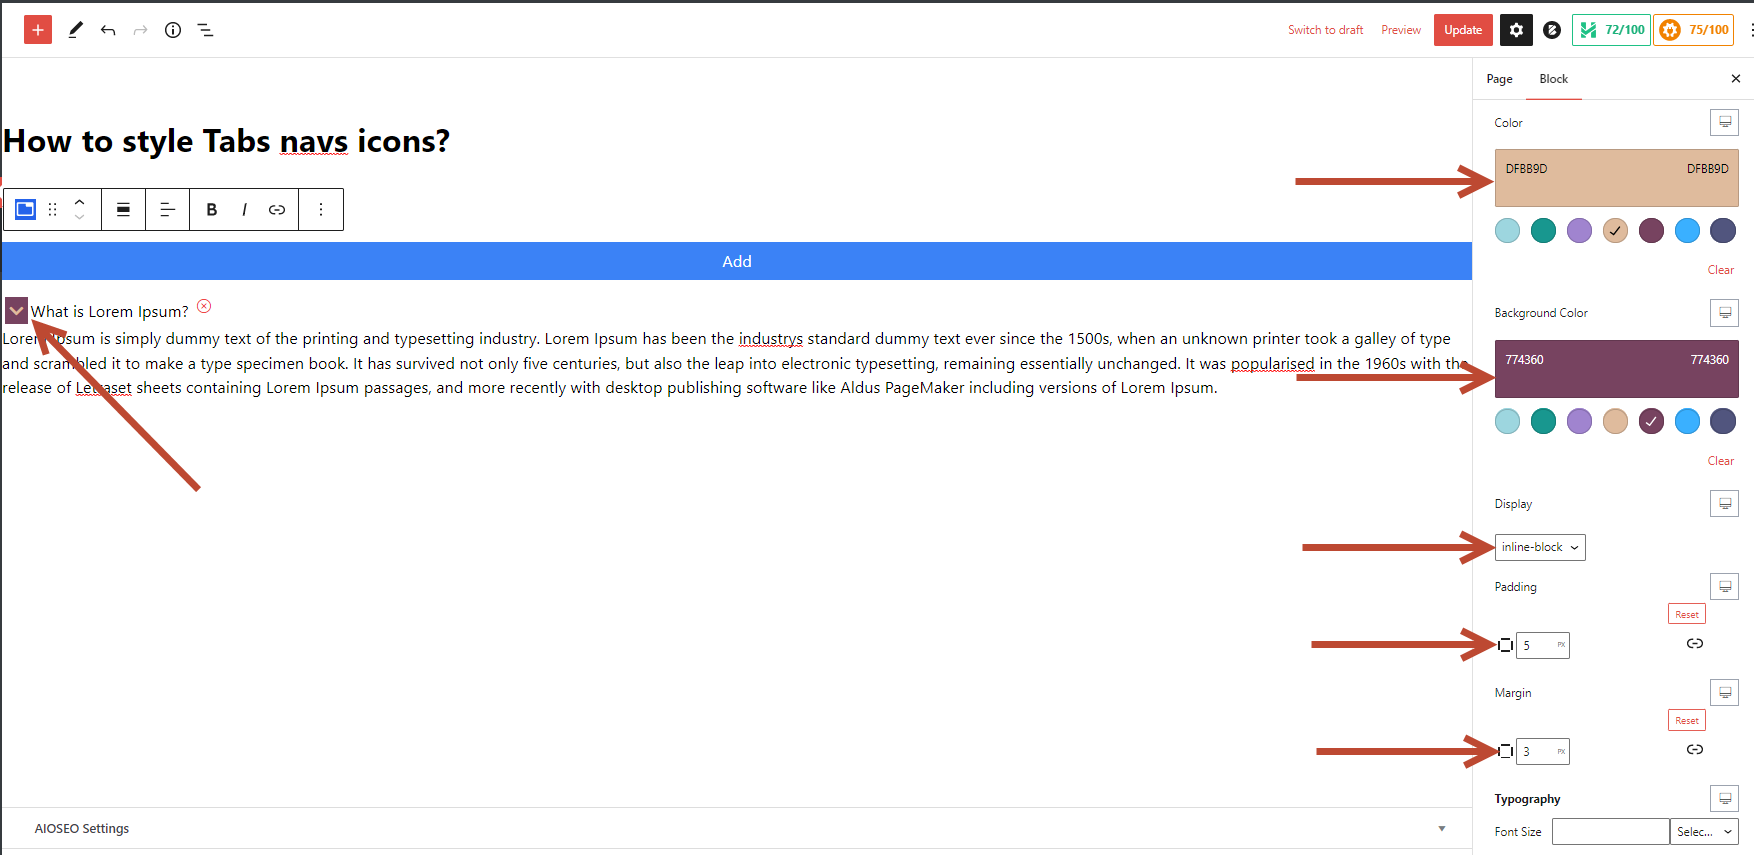 Switch to draft
Preview
Update
72/100
75/100
Page
Block
How to style Tabs navs icons?
B
I
Add
What is Lorem Ipsum?
Lorem Ipsum is simply dummy text of the printing and typesetting industry. Lorem Ipsum has been the industrys standard dummy text ever since the 1500s, when an unknown printer took a galley of type
and scrambled it to make a type specimen book. It has survived not only five centuries, but also the leap into electronic typesetting, remaining essentially unchanged. It was popularised in the 1960s with the
release of Letraset sheets containing Lorem Ipsum passages, and more recently with desktop publishing software like Aldus PageMaker including versions of Lorem Ipsum.
AIOSEO Settings
Color
DFBB9D
DFBB9D
Clear
Background Color
774360
774360
Clear
Display
inline-block
Padding
Reset
5
PX
Margin
Reset
3
PX
Typography
Font Size
Selec...